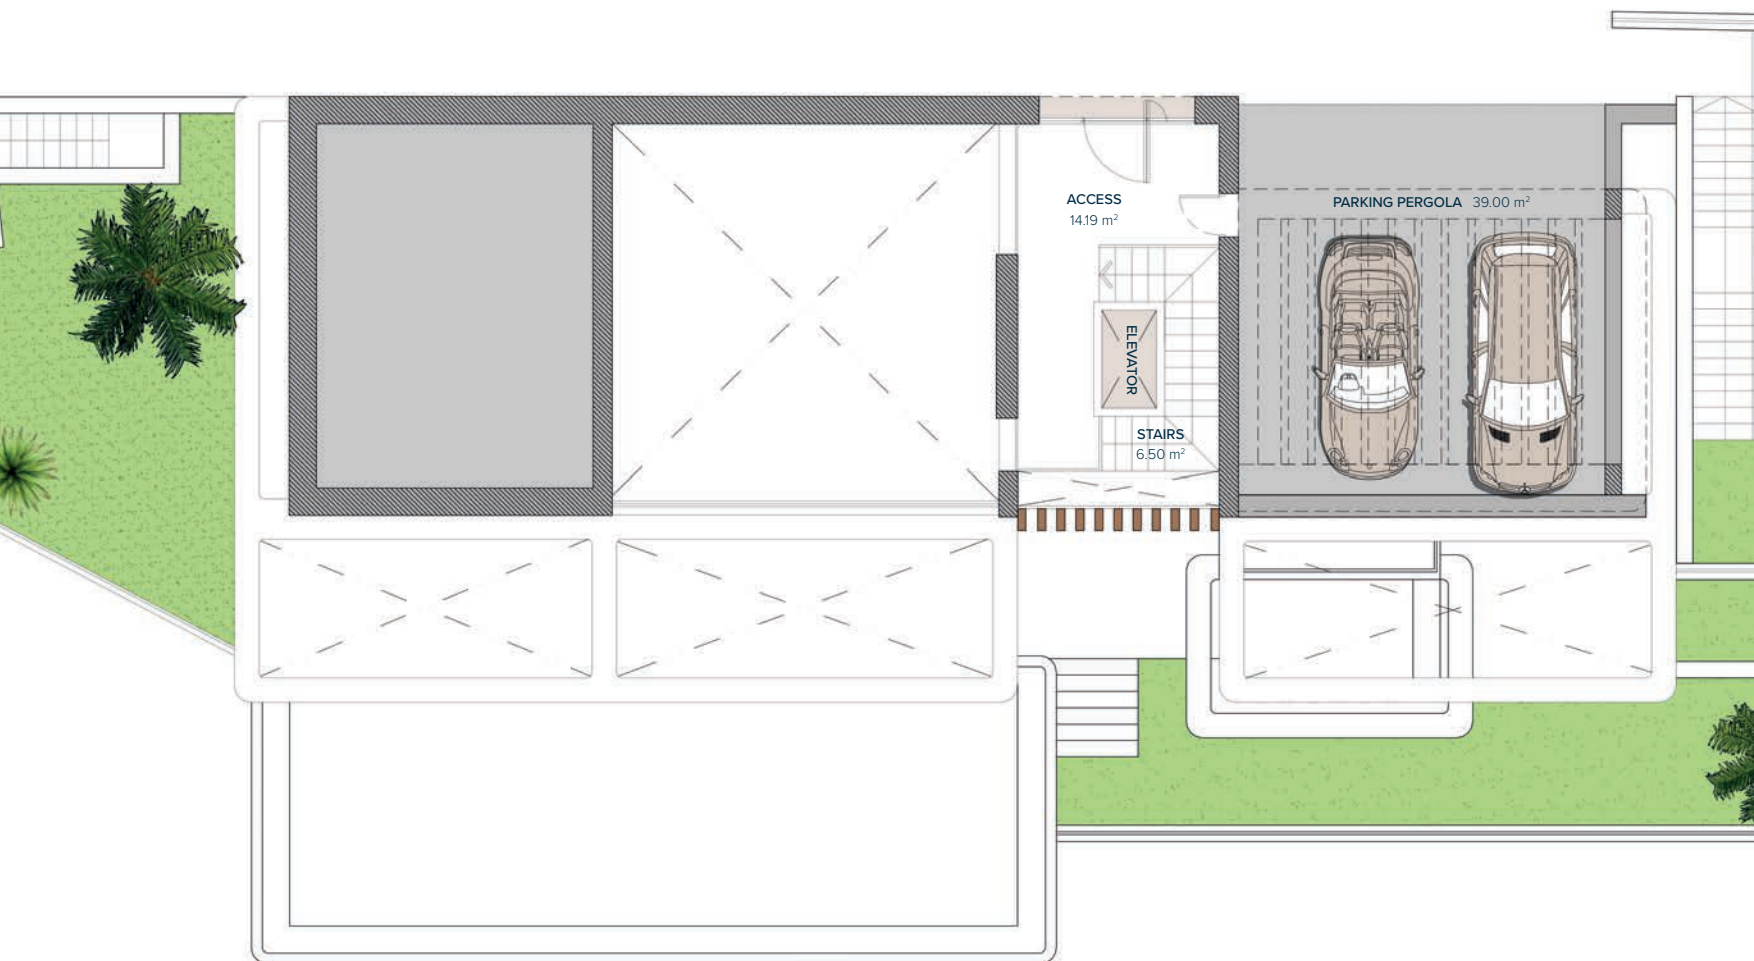 ACCESS
14.19 m²
PARKING PERGOLA 39.00 m²
ELEVATOR
STAIRS
6.50 m²